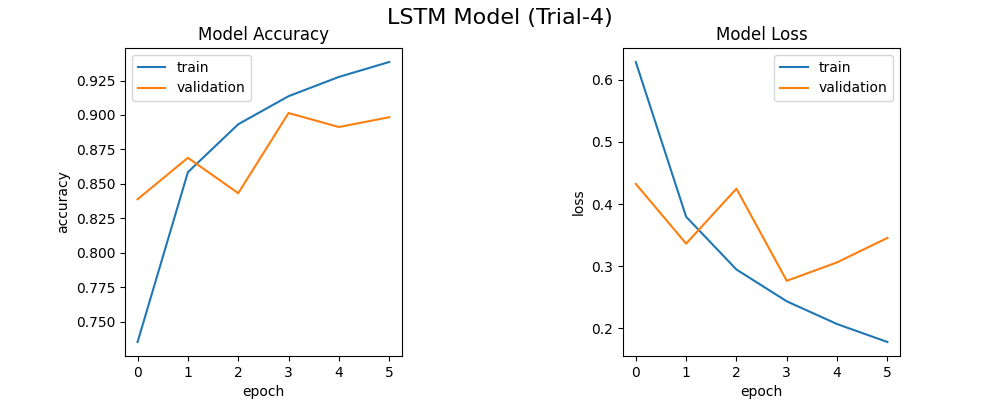 LSTM Model (Trial-4)
Model Accuracy
train
validation
0.925
0.900
0.875
0.850
0.825
0.800
0.775
0.750
accuracy
0 1 2 3 4 5
epoch
Model Loss
train
validation
0.6
0.5
0.4
0.3
0.2
loss
0 1 2 3 4 5
epoch